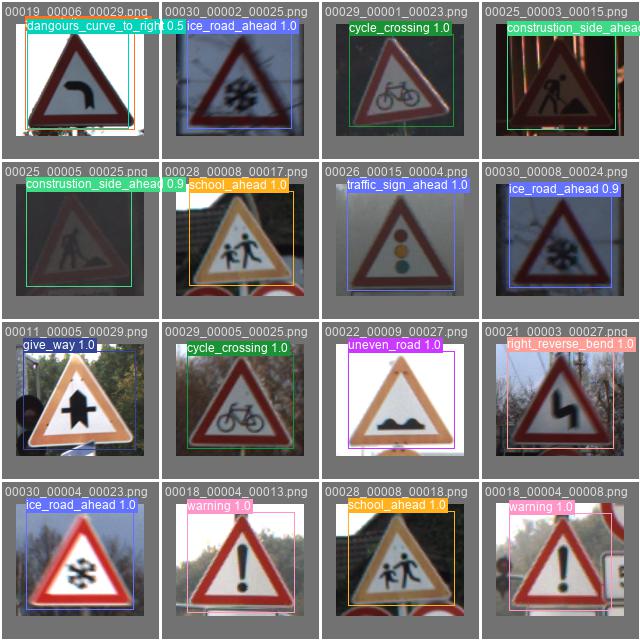 00019_00006_00029.png
dangours_curve_to_right 0.5
00030_00002_00025.png
ice_road_ahead 1.0
00029_00001_00023.png
cycle_crossing 1.0
00025_00003_00015.png
construstion_side_ahead
00025_00005_00025.png
construstion_side_ahead 0.9
00028_00008_00017.png
school_ahead 1.0
00026_00015_00004.png
traffic_sign_ahead 1.0
00030_00008_00024.png
ice_road_ahead 0.9
00011_00005_00029.png
give_way 1.0
00029_00005_00025.png
cycle_crossing 1.0
00022_00009_00027.png
uneven_road 1.0
00021_00003_00027.png
right_reverse_bend 1.0
00030_00004_00023.png
ice_road_ahead 1.0
00018_00004_00013.png
warning 1.0
00028_00008_00018.png
school_ahead 1.0
00018_00004_00008.png
warning 1.0